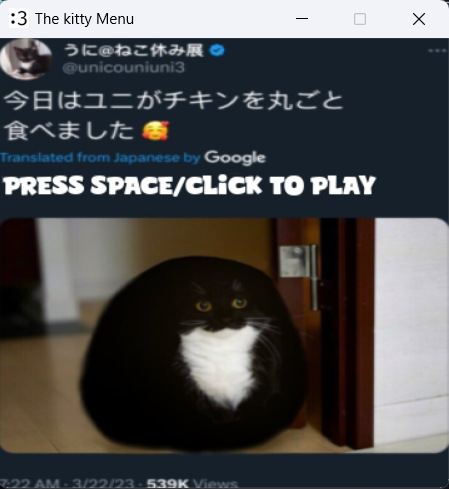 :3 The kitty Menu
うに@ねこ休み展
@unicouniuni3
今日はユニがチキンを丸ごと
食べました 🥰
Translated from Japanese by Google
PRESS SPACE/CLICK TO PLAY
7:22 AM · 3/22/23 · 539K Views